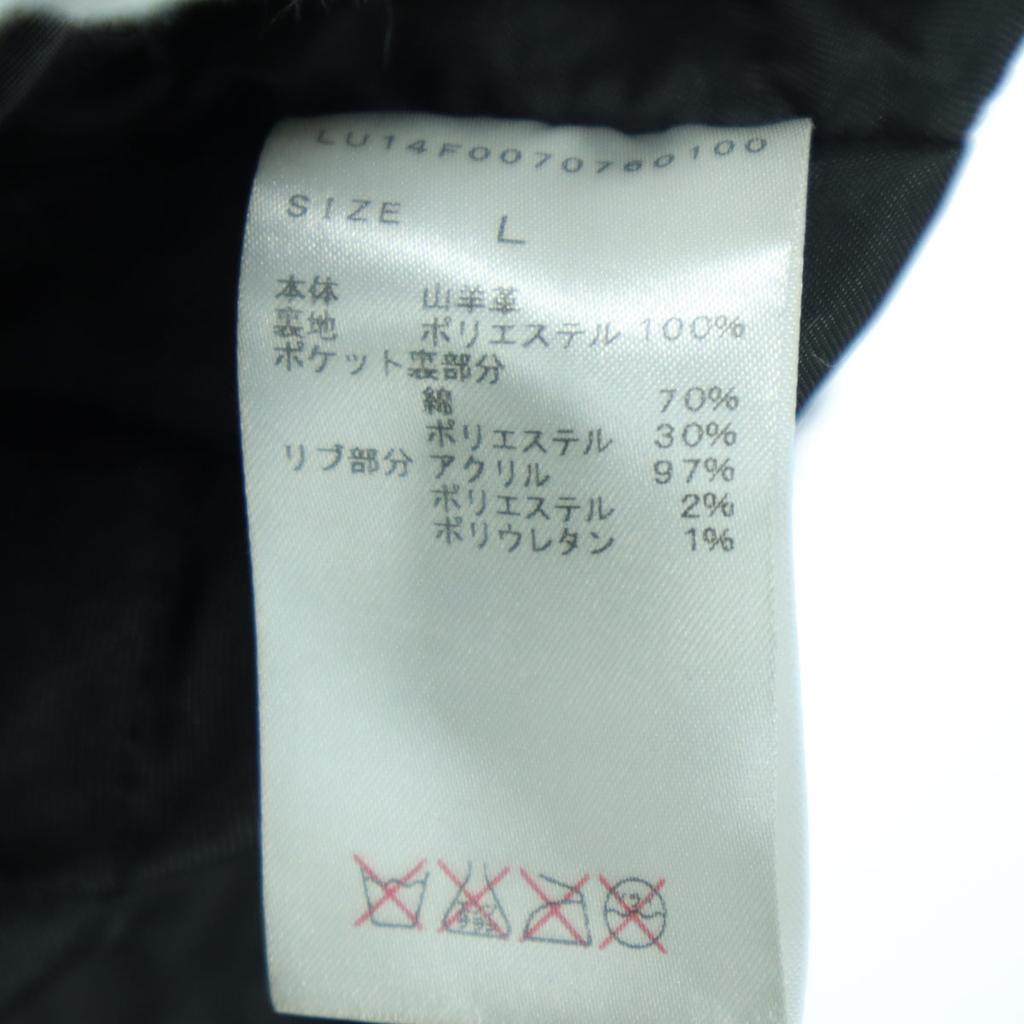 LU14F0070760100
SIZE L
本体 山羊革
裏地 ポリエステル 100%
ポケット裏部分
綿 70%
ポリエステル 30%
リブ部分 アクリル 97%
ポリエステル 2%
ポリウレタン 1%